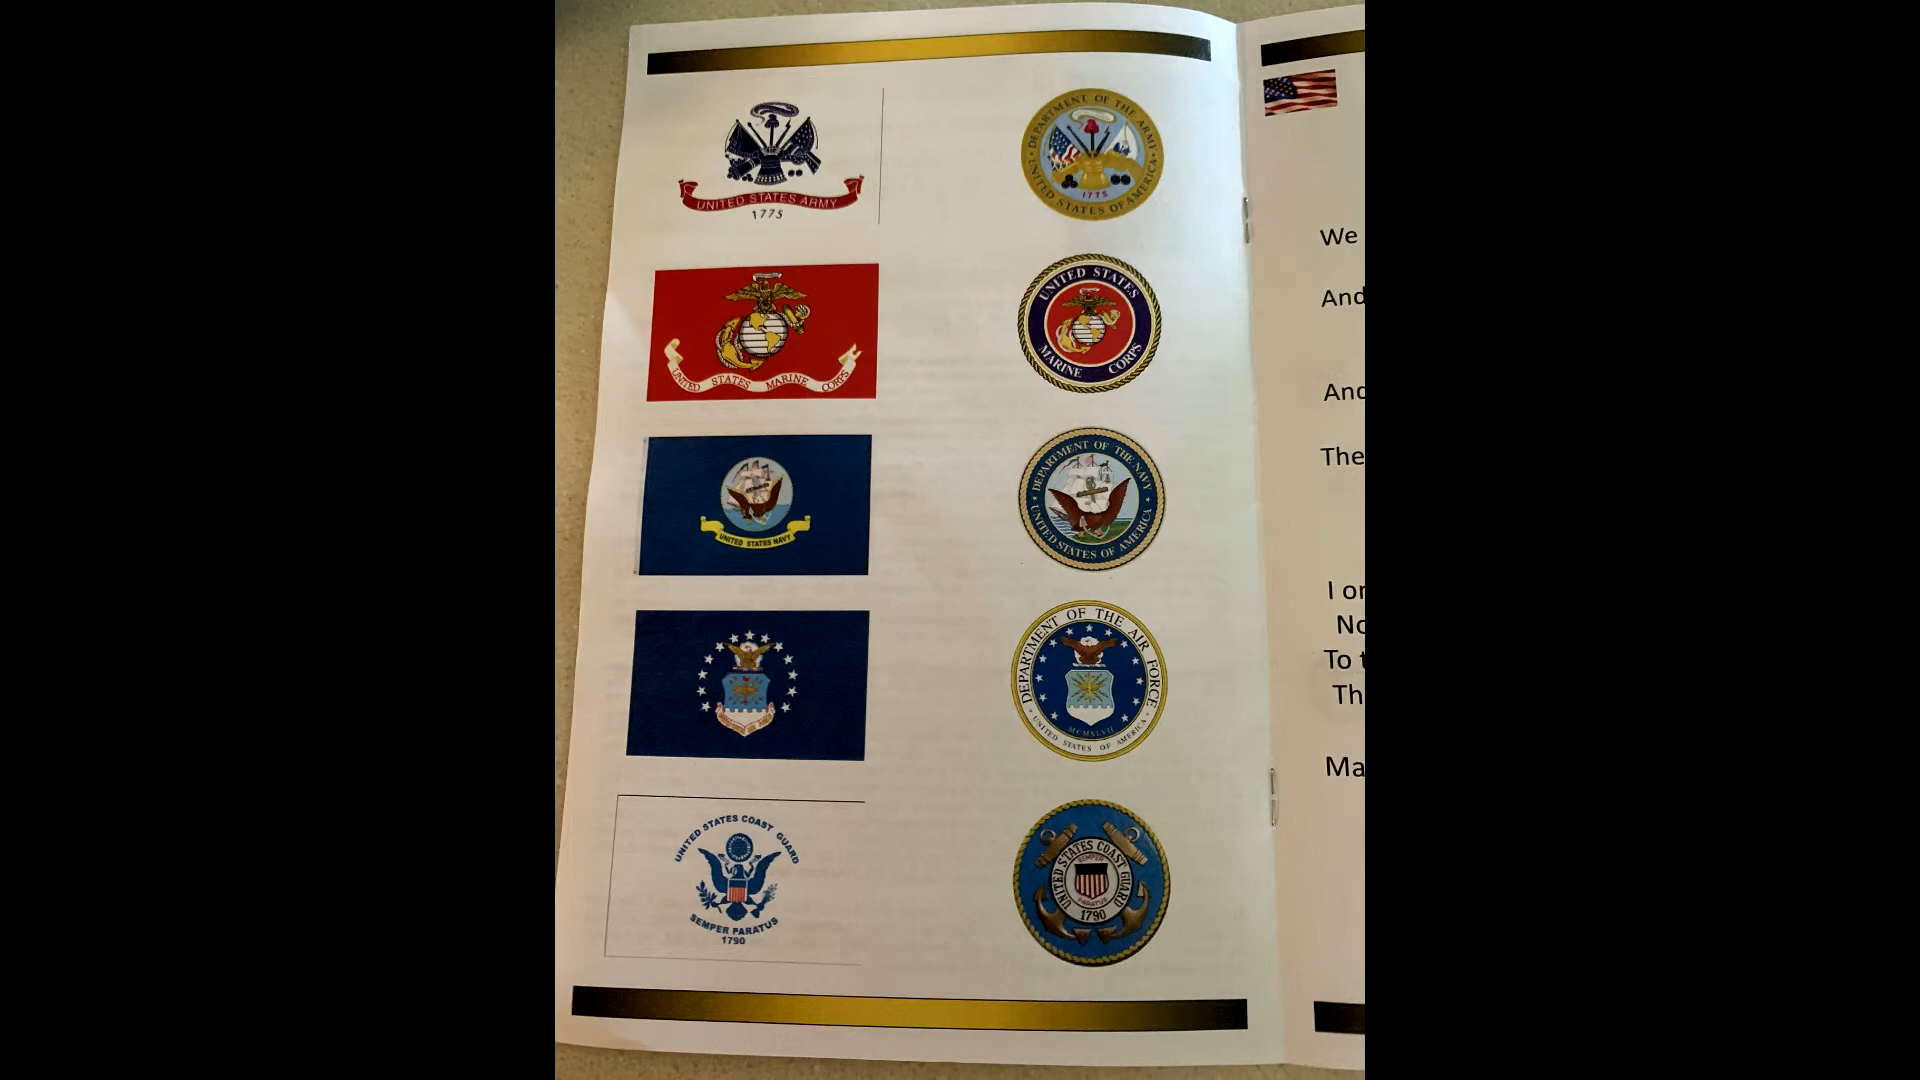 UNITED STATES ARMY
1775
DEPARTMENT OF THE ARMY
UNITED STATES OF AMERICA
1775
UNITED STATES MARINE CORPS
UNITED STATES
MARINE CORPS
UNITED STATES NAVY
DEPARTMENT OF THE NAVY
UNITED STATES OF AMERICA
DEPARTMENT OF THE AIR FORCE
UNITED STATES OF AMERICA
MCMXLVII
UNITED STATES COAST GUARD
SEMPER PARATUS
1790
UNITED STATES COAST GUARD
SEMPER
PARATUS
1790
We
And
And
The
I or
No
To t
Th
Ma